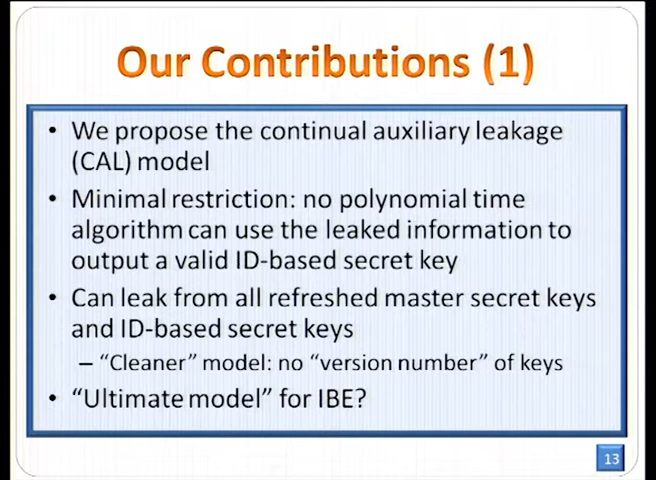 Our Contributions (1)
• We propose the continual auxiliary leakage
(CAL) model
• Minimal restriction: no polynomial time
algorithm can use the leaked information to
output a valid ID-based secret key
• Can leak from all refreshed master secret keys
and ID-based secret keys
– “Cleaner” model: no “version number” of keys
• “Ultimate model” for IBE?
13